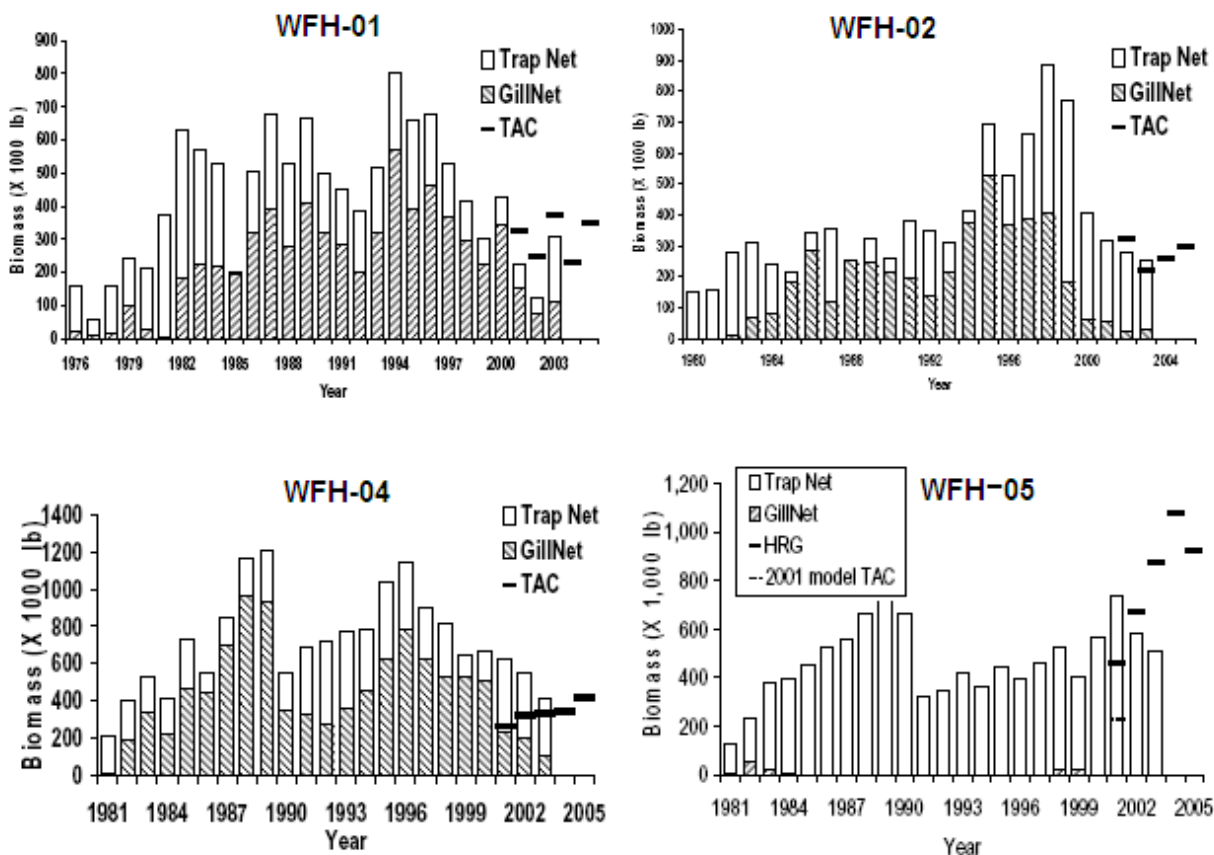 WFH-01
Biomass (X 1000 lb)
900
800
700
600
500
400
300
200
100
0
Trap Net
GillNet
TAC
1976 1979 1982 1985 1988 1991 1994 1997 2000 2003
Year
WFH-02
Biomass (X 1000 lb)
1000
900
800
700
600
500
400
300
200
100
0
Trap Net
GillNet
TAC
1980 1984 1988 1992 1996 2000 2004
Year
WFH-04
Biomass (X 1000 lb)
1400
1200
1000
800
600
400
200
0
Trap Net
GillNet
TAC
1981 1984 1987 1990 1993 1996 1999 2002 2005
Year
WFH-05
Biomass (X 1,000 lb)
1,200
1,000
800
600
400
200
0
Trap Net
GillNet
HRG
2001 model TAC
1981 1984 1987 1990 1993 1996 1999 2002 2005
Year